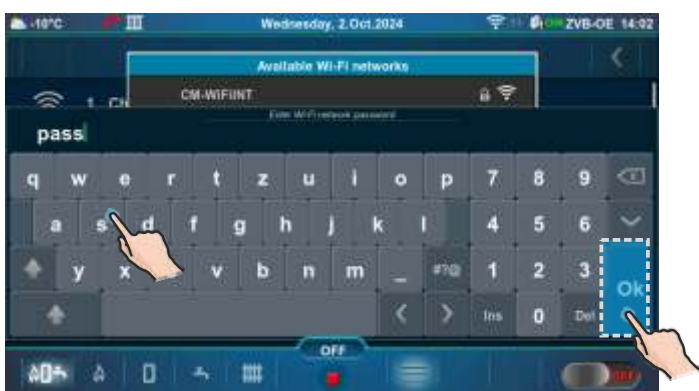 -10°C Wednesday, 2.Oct.2024 ZVB-OE 14:02
Available Wi-Fi networks
CM-WiFiINT
1. Ch
Enter Wi-Fi network password
pass
q w e r t z u i o p 7 8 9
a s d f g h j k l 4 5 6
y x v b n m _ #?@ 1 2 3 Ok
< > Ins 0 Del
OFF
OFF